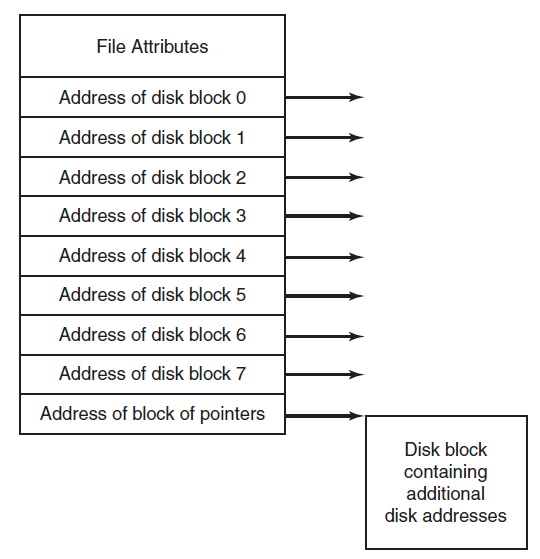 File Attributes
Address of disk block 0
Address of disk block 1
Address of disk block 2
Address of disk block 3
Address of disk block 4
Address of disk block 5
Address of disk block 6
Address of disk block 7
Address of block of pointers
Disk block
containing
additional
disk addresses